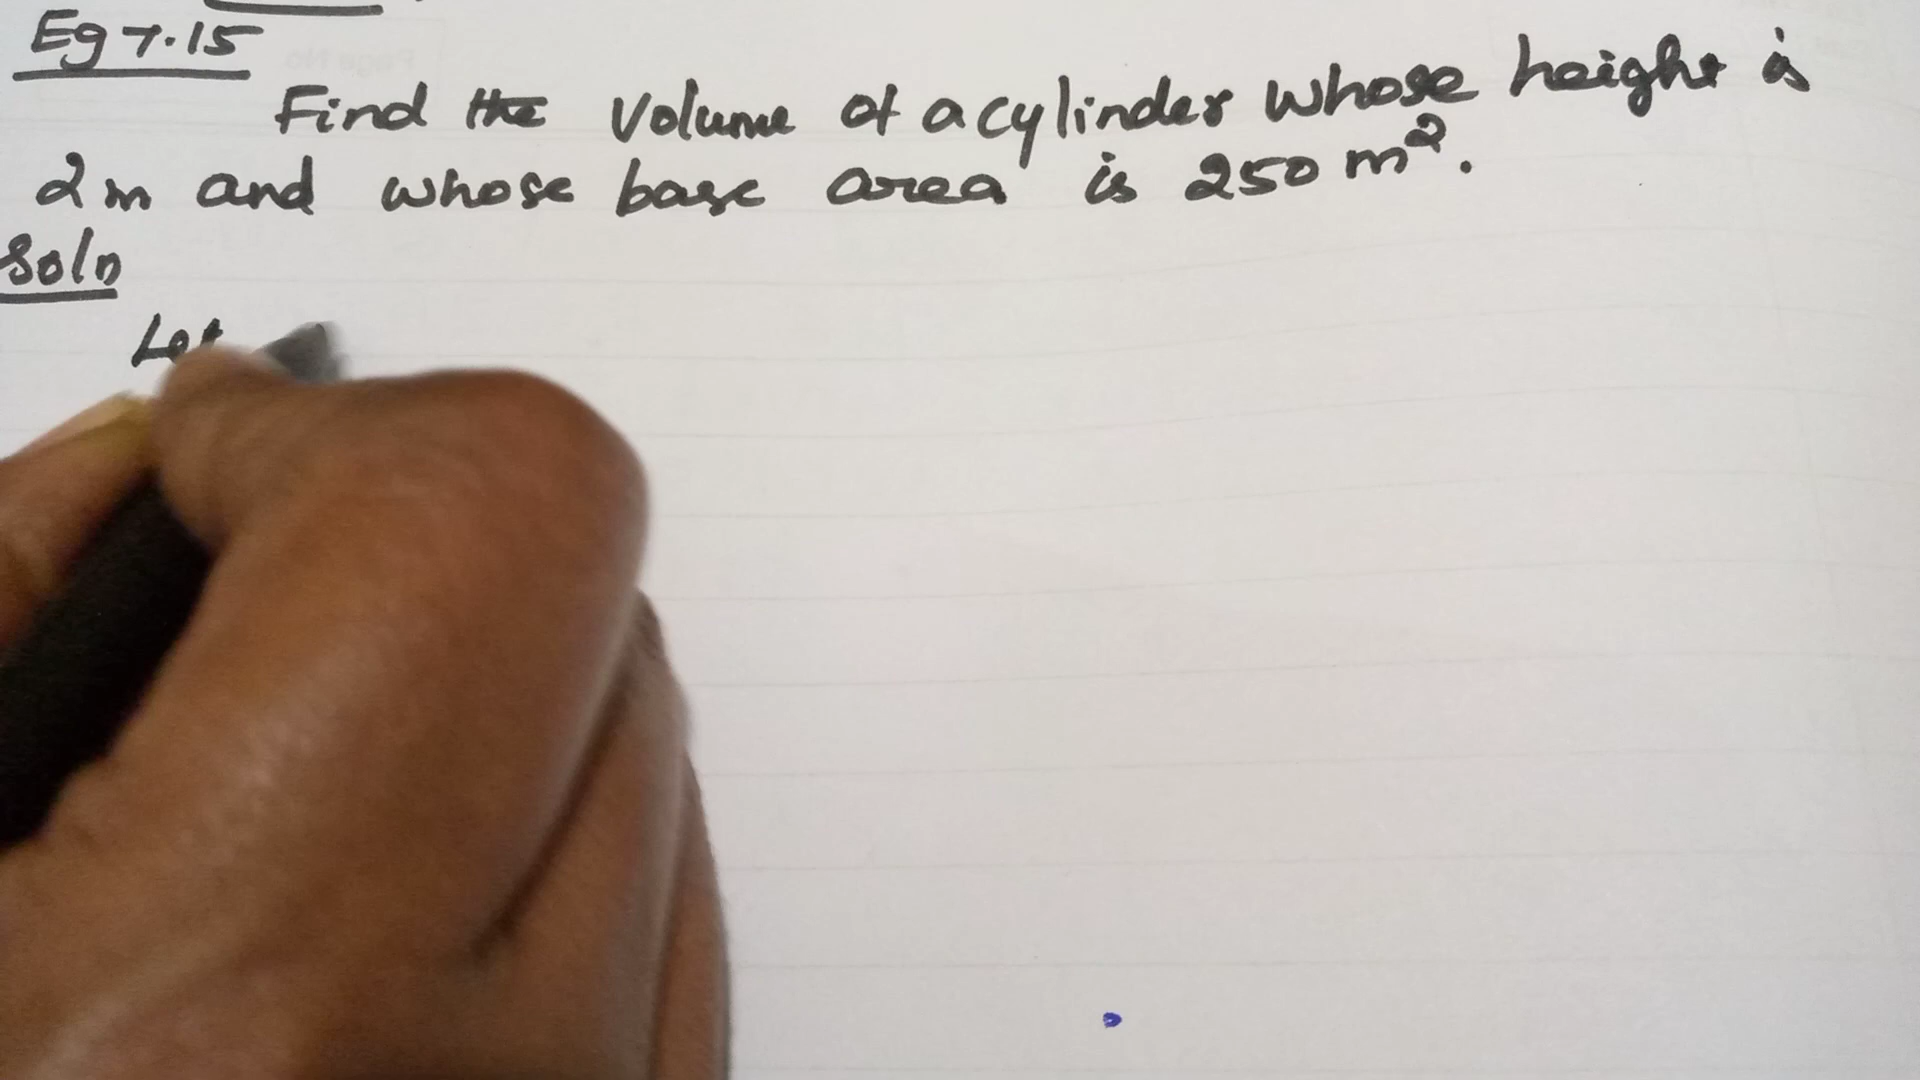 Eg 7.15
Find the volume of a cylinder whose height is
2m and whose base area is 250 m².
Soln
Let